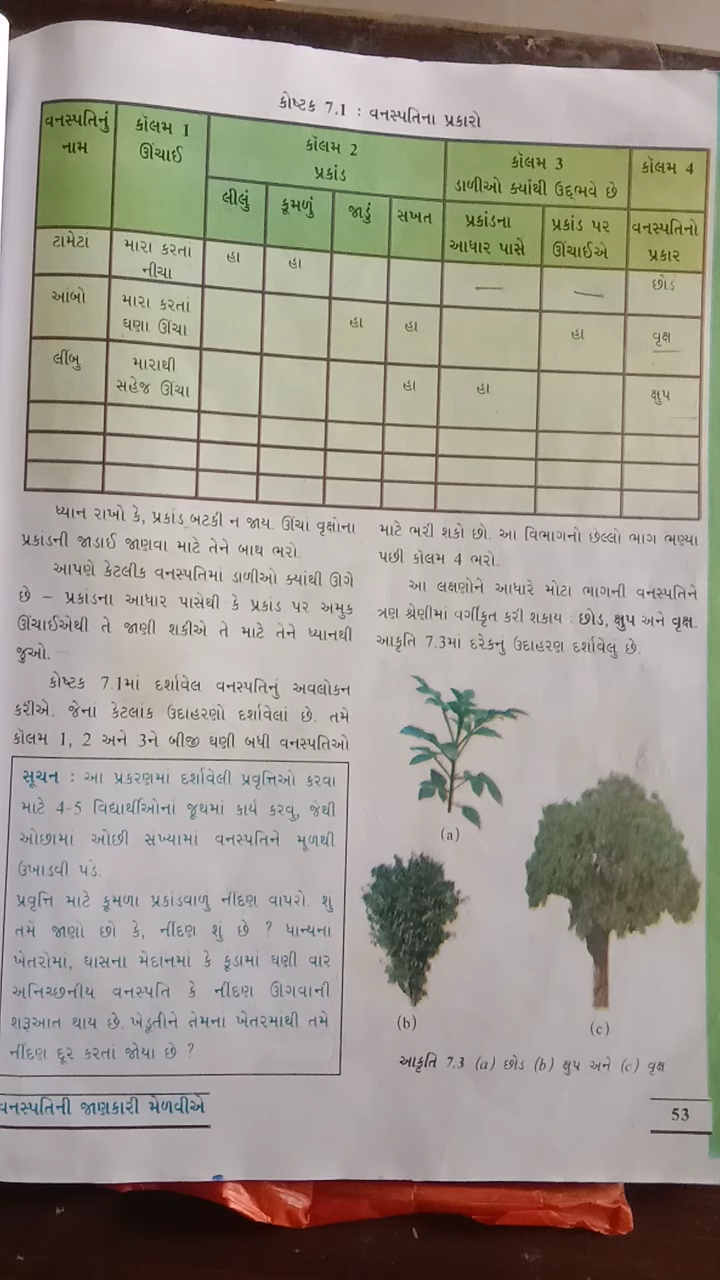 કોષ્ટક 7.1 : વનસ્પતિના પ્રકારો
વનસ્પતિનું નામ | કૉલમ 1 ઊંચાઈ | કૉલમ 2 પ્રકાંડ | કૉલમ 3 ડાળીઓ ક્યાંથી ઉદ્ભવે છે | કૉલમ 4
લીલું | કૂમળું | જાડું | સખત | પ્રકાંડના આધાર પાસે | પ્રકાંડ પર ઊંચાઈએ | વનસ્પતિનો પ્રકાર
ટામેટાં | મારા કરતા નીચા | હા | હા | — | — | છોડ
આંબો | મારા કરતાં ઘણા ઊંચા | હા | હા | હા | વૃક્ષ
લીંબુ | મારાથી સહેજ ઊંચા | હા | હા | ક્ષુપ
ધ્યાન રાખો કે, પ્રકાંડ બટકી ન જાય. ઊંચાં વૃક્ષોના
પ્રકાંડની જાડાઈ જાણવા માટે તેને બાથ ભરો.
આપણે કેટલીક વનસ્પતિમાં ડાળીઓ ક્યાંથી ઊગે
છે – પ્રકાંડના આધાર પાસેથી કે પ્રકાંડ પર અમુક
ઊંચાઈએથી તે જાણી શકીએ તે માટે તેને ધ્યાનથી
જુઓ.
કોષ્ટક 7.1માં દર્શાવેલ વનસ્પતિનું અવલોકન
કરીએ. જેના કેટલાંક ઉદાહરણો દર્શાવેલાં છે. તમે
કૉલમ 1, 2 અને 3ને બીજી ઘણી બધી વનસ્પતિઓ
માટે ભરી શકો છો. આ વિભાગનો છેલ્લો ભાગ ભણ્યા
પછી કૉલમ 4 ભરો.
આ લક્ષણોને આધારે મોટા ભાગની વનસ્પતિને
ત્રણ શ્રેણીમાં વર્ગીકૃત કરી શકાય : છોડ, ક્ષુપ અને વૃક્ષ.
આકૃતિ 7.3માં દરેકનું ઉદાહરણ દર્શાવેલું છે.
સૂચન : આ પ્રકરણમાં દર્શાવેલી પ્રવૃત્તિઓ કરવા
માટે 4-5 વિદ્યાર્થીઓનાં જૂથમાં કાર્ય કરવુ, જેથી
ઓછામાં ઓછી સંખ્યામાં વનસ્પતિને મૂળથી
ઉખાડવી પડે.
પ્રવૃત્તિ માટે કૂમળા પ્રકાંડવાળુ નીંદણ વાપરો. શું
તમે જાણો છો કે, નીંદણ શું છે ? ધાન્યનાં
ખેતરોમાં, ઘાસના મેદાનમાં કે કૂંડામાં ઘણી વાર
અનિચ્છનીય વનસ્પતિ કે નીંદણ ઊગવાની
શરૂઆત થાય છે. ખેડૂતીને તેમનાં ખેતરમાંથી તમે
નીંદણ દૂર કરતાં જોયા છે ?
(a)
(b)
(c)
આકૃતિ 7.3 (a) છોડ (b) ક્ષુપ અને (c) વૃક્ષ
વનસ્પતિની જાણકારી મેળવીએ
53